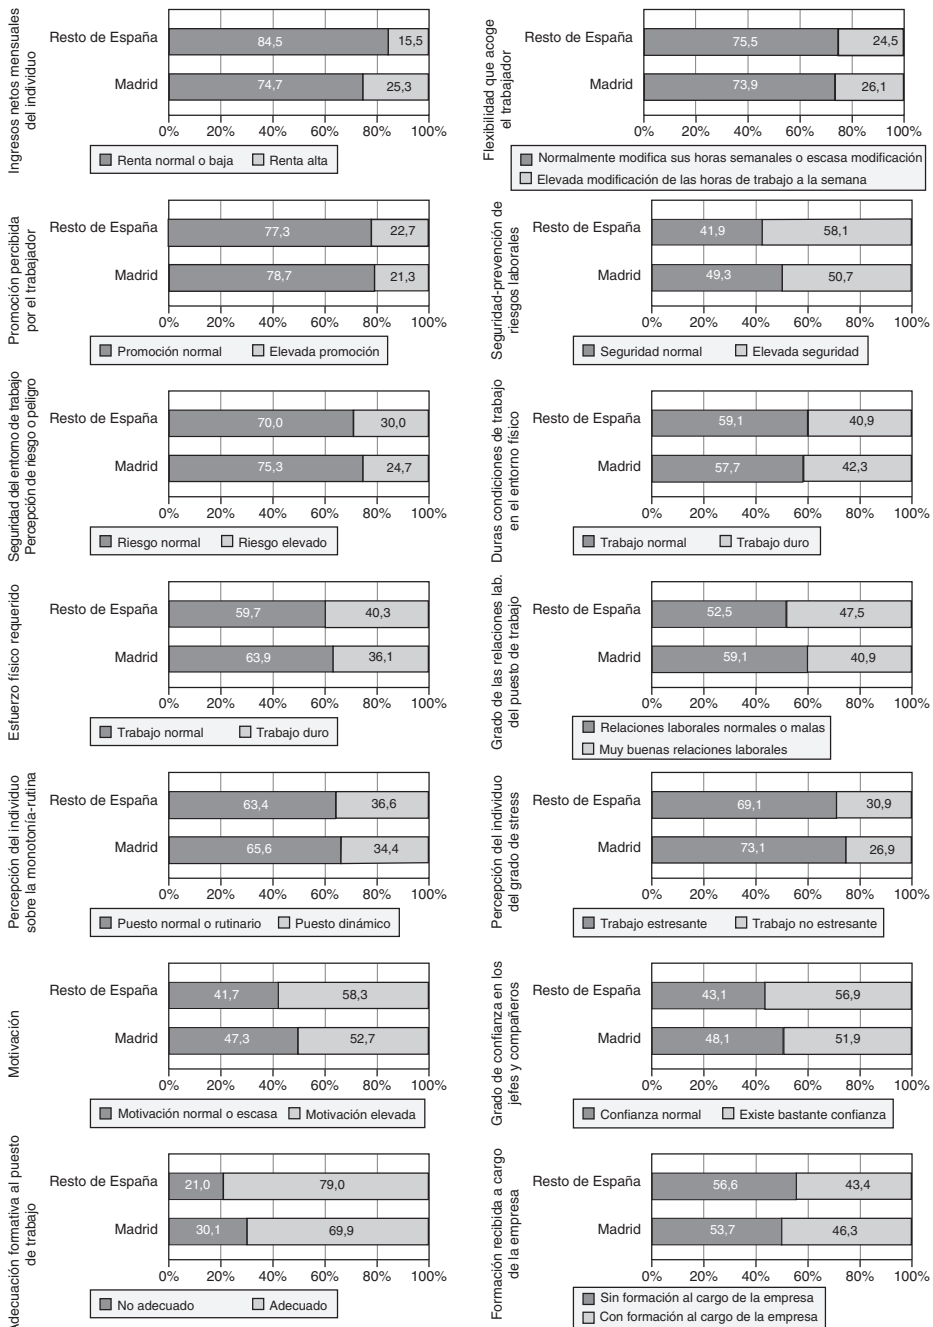 Ingresos netos mensuales
del individuo
Resto de España
84,5
15,5
Madrid
74,7
25,3
0% 20% 40% 60% 80% 100%
Renta normal o baja Renta alta
Flexibilidad que acoge
el trabajador
Resto de España
75,5
24,5
Madrid
73,9
26,1
0% 20% 40% 60% 80% 100%
Normalmente modifica sus horas semanales o escasa modificación
Elevada modificación de las horas de trabajo a la semana
Promoción percibida
por el trabajador
Resto de España
77,3
22,7
Madrid
78,7
21,3
0% 20% 40% 60% 80% 100%
Promoción normal Elevada promoción
Seguridad-prevención de
riesgos laborales
Resto de España
41,9
58,1
Madrid
49,3
50,7
0% 20% 40% 60% 80% 100%
Seguridad normal Elevada seguridad
Seguridad del entorno de trabajo
Percepción de riesgo o peligro
Resto de España
70,0
30,0
Madrid
75,3
24,7
0% 20% 40% 60% 80% 100%
Riesgo normal Riesgo elevado
Duras condiciones de trabajo
en el entorno físico
Resto de España
59,1
40,9
Madrid
57,7
42,3
0% 20% 40% 60% 80% 100%
Trabajo normal Trabajo duro
Esfuerzo físico requerido
Resto de España
59,7
40,3
Madrid
63,9
36,1
0% 20% 40% 60% 80% 100%
Trabajo normal Trabajo duro
Grado de las relaciones lab.
del puesto de trabajo
Resto de España
52,5
47,5
Madrid
59,1
40,9
0% 20% 40% 60% 80% 100%
Relaciones laborales normales o malas
Muy buenas relaciones laborales
Percepción del individuo
sobre la monotonía-rutina
Resto de España
63,4
36,6
Madrid
65,6
34,4
0% 20% 40% 60% 80% 100%
Puesto normal o rutinario Puesto dinámico
Percepción del individuo
del grado de stress
Resto de España
69,1
30,9
Madrid
73,1
26,9
0% 20% 40% 60% 80% 100%
Trabajo estresante Trabajo no estresante
Motivación
Resto de España
41,7
58,3
Madrid
47,3
52,7
0% 20% 40% 60% 80% 100%
Motivación normal o escasa Motivación elevada
Grado de confianza en los
jefes y compañeros
Resto de España
43,1
56,9
Madrid
48,1
51,9
0% 20% 40% 60% 80% 100%
Confianza normal Existe bastante confianza
Adecuación formativa al puesto
de trabajo
Resto de España
21,0
79,0
Madrid
30,1
69,9
0% 20% 40% 60% 80% 100%
No adecuado Adecuado
Formación recibida a cargo
de la empresa
Resto de España
56,6
43,4
Madrid
53,7
46,3
0% 20% 40% 60% 80% 100%
Sin formación al cargo de la empresa
Con formación al cargo de la empresa